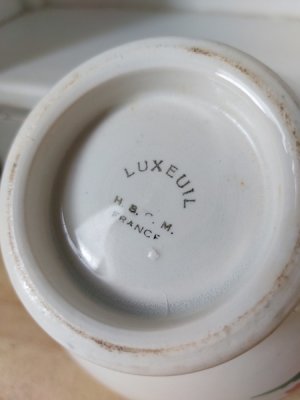 LUXEUIL
H. B. C. M.
FRANCE